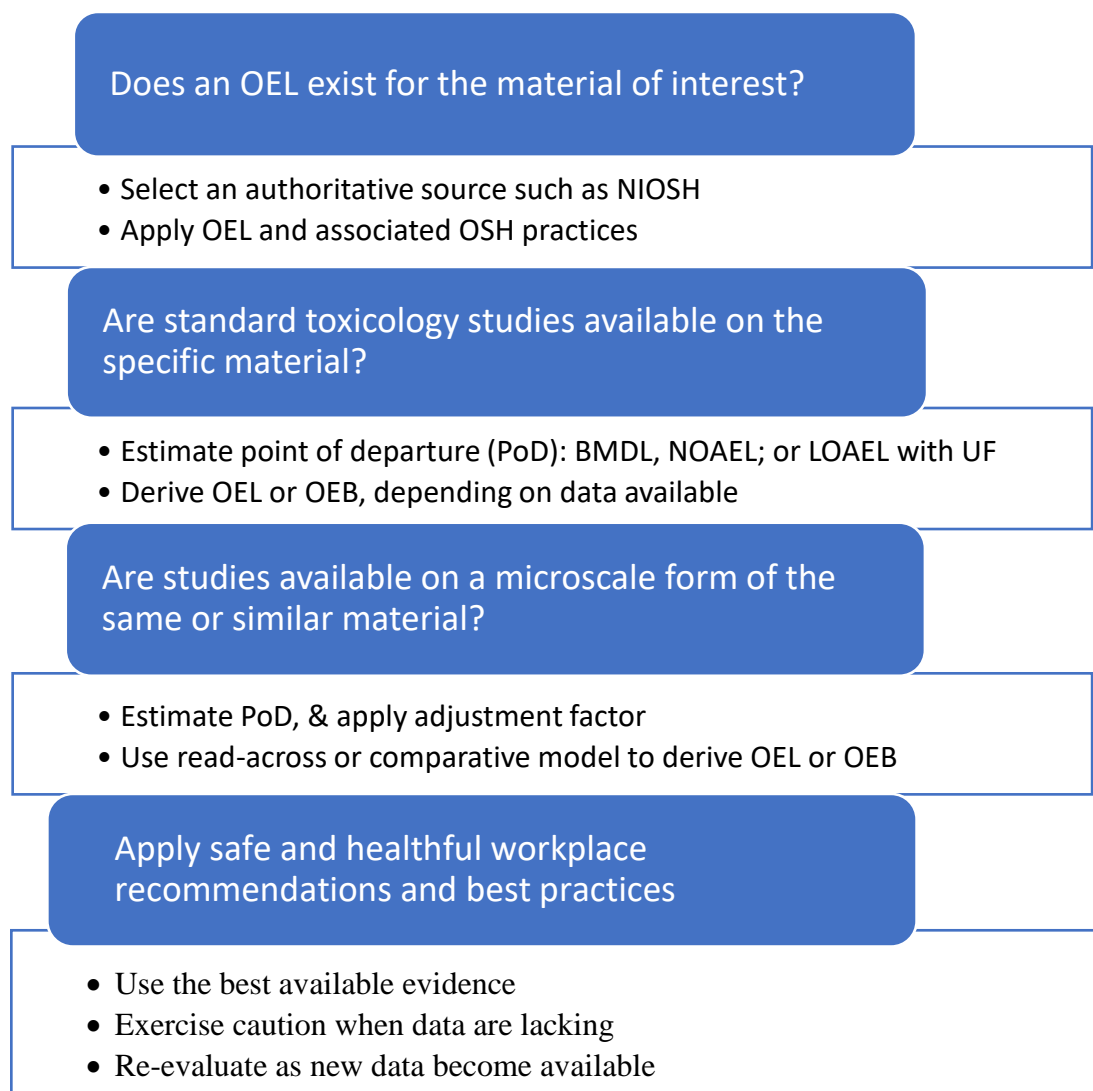 Does an OEL exist for the material of interest?
• Select an authoritative source such as NIOSH
• Apply OEL and associated OSH practices
Are standard toxicology studies available on the
specific material?
• Estimate point of departure (PoD): BMDL, NOAEL; or LOAEL with UF
• Derive OEL or OEB, depending on data available
Are studies available on a microscale form of the
same or similar material?
• Estimate PoD, & apply adjustment factor
• Use read-across or comparative model to derive OEL or OEB
Apply safe and healthful workplace
recommendations and best practices
• Use the best available evidence
• Exercise caution when data are lacking
• Re-evaluate as new data become available